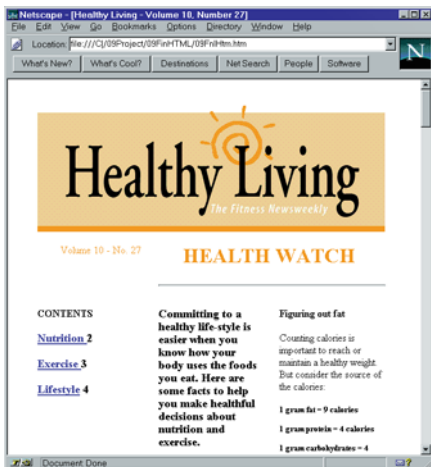 Netscape - [Healthy Living - Volume 10, Number 27]
File Edit View Go Bookmarks Options Directory Window Help
Location: file:///C|/09Project/09FinHTML/09FnlHtm.htm
N
What's New? What's Cool? Destinations Net Search People Software
Healthy Living
The Fitness Newsweekly
Volume 10 - No. 27
HEALTH WATCH
CONTENTS
Nutrition 2
Exercise 3
Lifestyle 4
Committing to a
healthy life-style is
easier when you
know how your
body uses the foods
you eat. Here are
some facts to help
you make healthful
decisions about
nutrition and
exercise.
Figuring out fat
Counting calories is
important to reach or
maintain a healthy weight.
But consider the source of
the calories:
1 gram fat = 9 calories
1 gram protein = 4 calories
1 gram carbohydrates = 4
Document Done